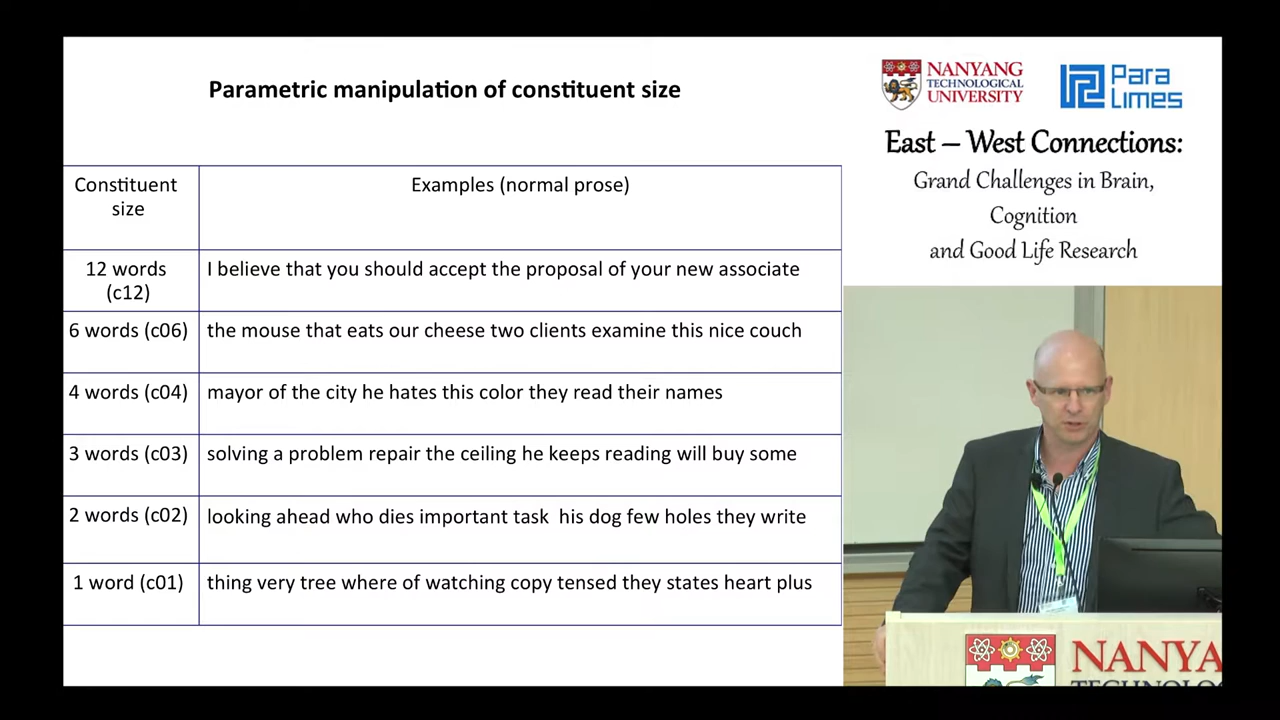 Parametric manipulation of constituent size
Constituent
size
Examples (normal prose)
12 words
(c12)
I believe that you should accept the proposal of your new associate
6 words (c06)
the mouse that eats our cheese two clients examine this nice couch
4 words (c04)
mayor of the city he hates this color they read their names
3 words (c03)
solving a problem repair the ceiling he keeps reading will buy some
2 words (c02)
looking ahead who dies important task  his dog few holes they write
1 word (c01)
thing very tree where of watching copy tensed they states heart plus
NANYANG
TECHNOLOGICAL
UNIVERSITY
Para
Limes
East – West Connections:
Grand Challenges in Brain,
Cognition
and Good Life Research
NANYA